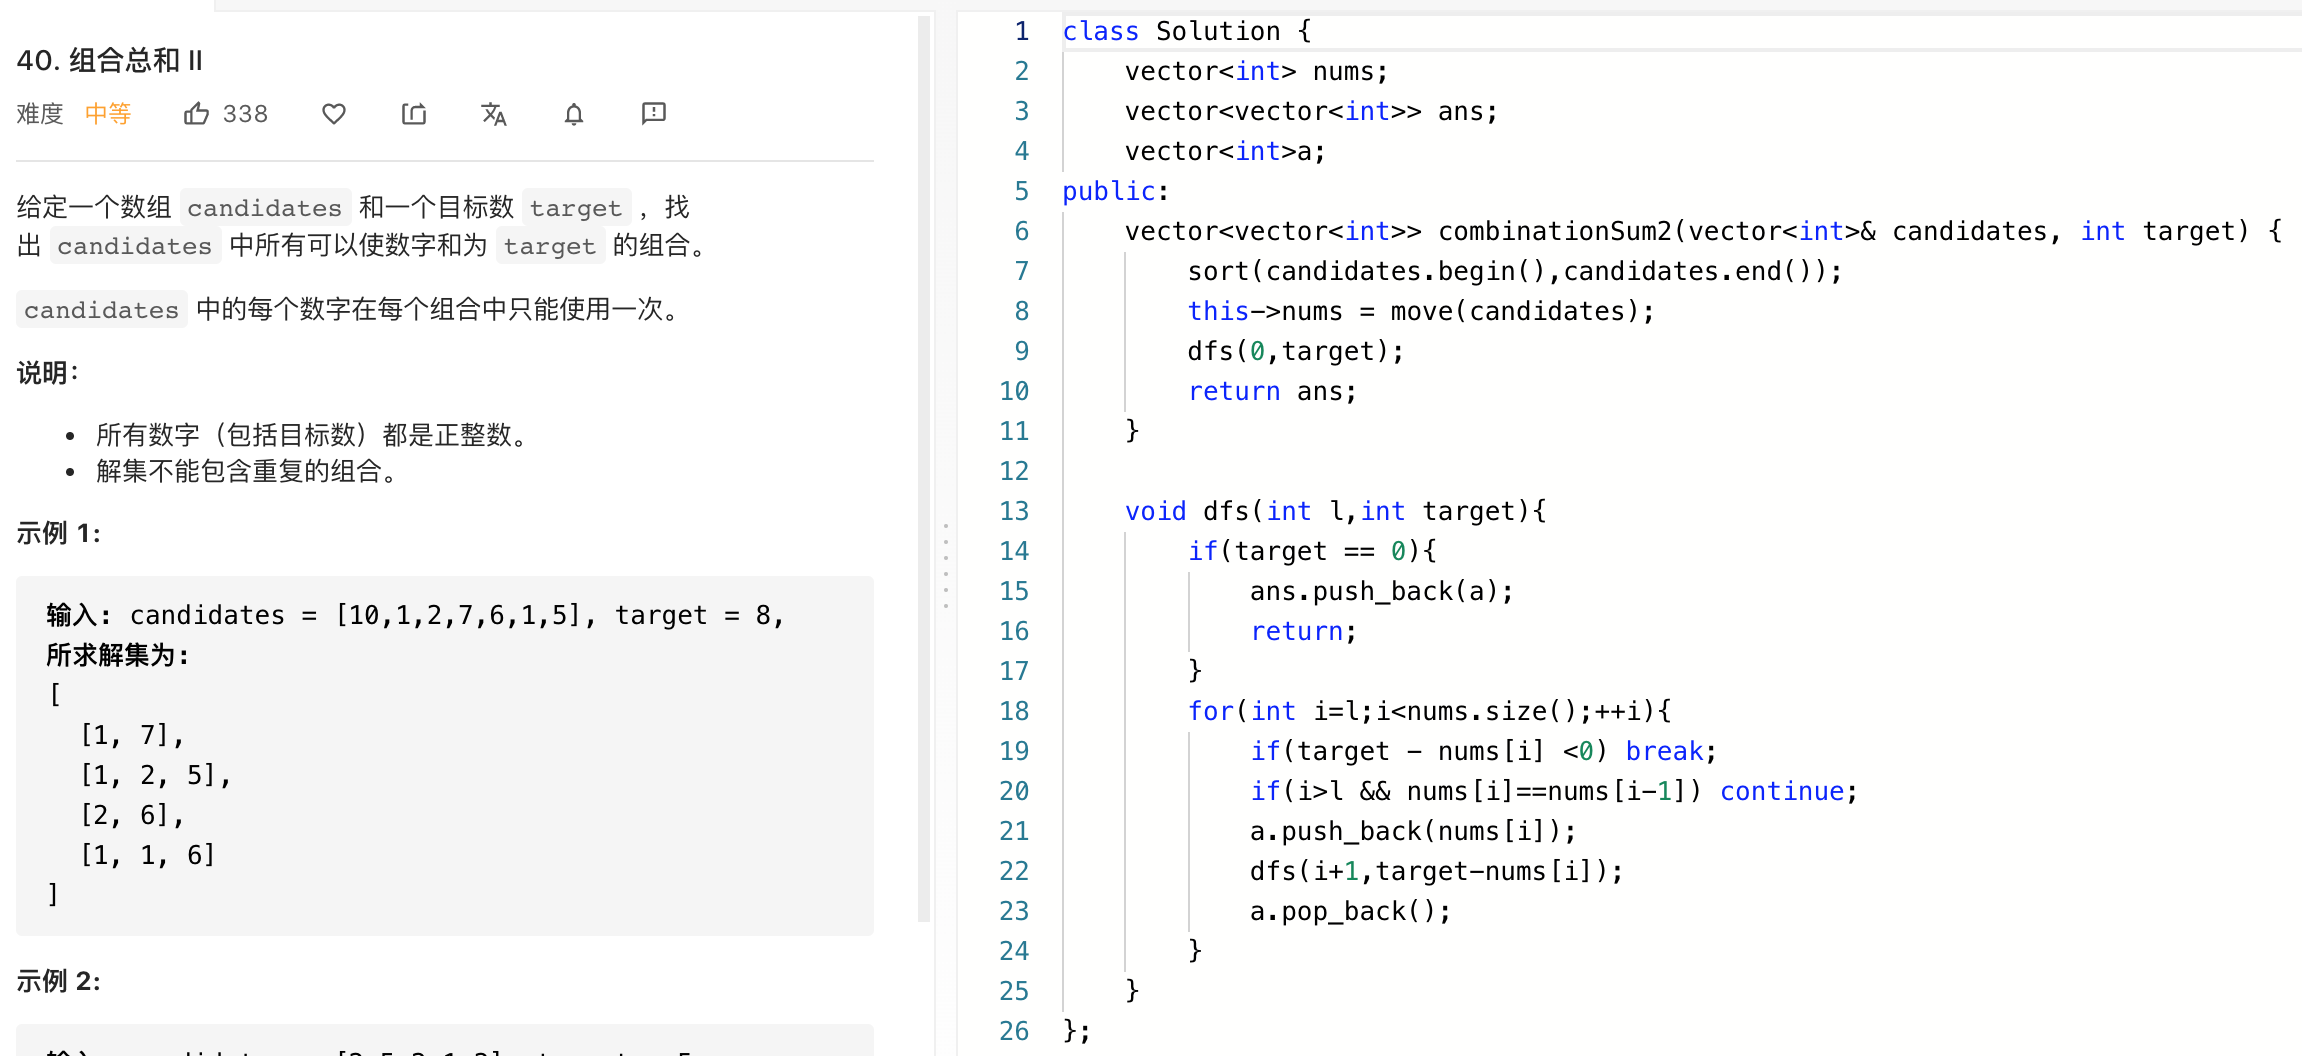 40. 组合总和 II
难度 中等 338
给定一个数组 candidates 和一个目标数 target ，找
出 candidates 中所有可以使数字和为 target 的组合。
candidates 中的每个数字在每个组合中只能使用一次。
说明：
• 所有数字（包括目标数）都是正整数。
• 解集不能包含重复的组合。
示例 1:
输入: candidates = [10,1,2,7,6,1,5], target = 8,
所求解集为:
[
[1, 7],
[1, 2, 5],
[2, 6],
[1, 1, 6]
]
示例 2:
1 class Solution {
2 vector<int> nums;
3 vector<vector<int>> ans;
4 vector<int>a;
5 public:
6 vector<vector<int>> combinationSum2(vector<int>& candidates, int target) {
7 sort(candidates.begin(),candidates.end());
8 this->nums = move(candidates);
9 dfs(0,target);
10 return ans;
11 }
12
13 void dfs(int l,int target){
14 if(target == 0){
15 ans.push_back(a);
16 return;
17 }
18 for(int i=l;i<nums.size();++i){
19 if(target - nums[i] <0) break;
20 if(i>l && nums[i]==nums[i-1]) continue;
21 a.push_back(nums[i]);
22 dfs(i+1,target-nums[i]);
23 a.pop_back();
24 }
25 }
26 };